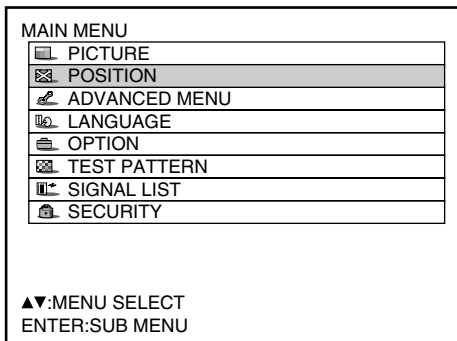 MAIN MENU
PICTURE
POSITION
ADVANCED MENU
LANGUAGE
OPTION
TEST PATTERN
SIGNAL LIST
SECURITY
▲▼:MENU SELECT
ENTER:SUB MENU